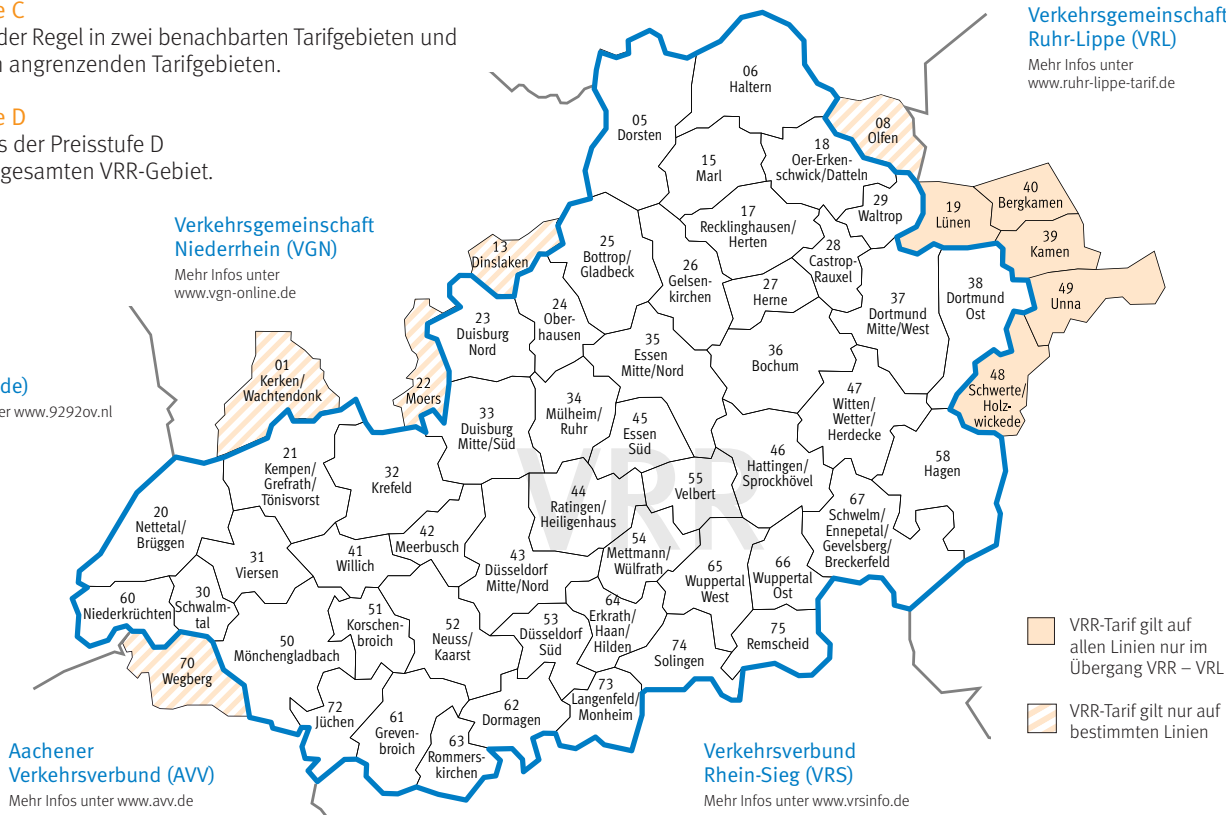 e C
der Regel in zwei benachbarten Tarifgebieten und
angrenzenden Tarifgebieten.
e D
s der Preisstufe D
gesamten VRR-Gebiet.
Verkehrsgemeinschaft
Ruhr-Lippe (VRL)
Mehr Infos unter
www.ruhr-lippe-tarif.de
Verkehrsgemeinschaft
Niederrhein (VGN)
Mehr Infos unter
www.vgn-online.de
de)
er www.9292ov.nl
06
Haltern
05
Dorsten
08
Olfen
15
Marl
18
Oer-Erken-
schwick/Datteln
40
Bergkamen
19
Lünen
29
Waltrop
17
Recklinghausen/
Herten
39
Kamen
13
Dinslaken
25
Bottrop/
Gladbeck
28
Castrop-
Rauxel
26
Gelsen-
kirchen
27
Herne
38
Dortmund
Ost
49
Unna
37
Dortmund
Mitte/West
24
Ober-
hausen
23
Duisburg
Nord
35
Essen
Mitte/Nord
36
Bochum
01
Kerken/
Wachtendonk
22
Moers
48
Schwerte/
Holz-
wickede
47
Witten/
Wetter/
Herdecke
34
Mülheim/
Ruhr
33
Duisburg
Mitte/Süd
45
Essen
Süd
46
Hattingen/
Sprockhövel
58
Hagen
21
Kempen/
Grefrath/
Tönisvorst
32
Krefeld
VRR
55
Velbert
44
Ratingen/
Heiligenhaus
67
Schwelm/
Ennepetal/
Gevelsberg/
Breckerfeld
20
Nettetal/
Brüggen
42
Meerbusch
54
Mettmann/
Wülfrath
31
Viersen
41
Willich
43
Düsseldorf
Mitte/Nord
65
Wuppertal
West
66
Wuppertal
Ost
60
Niederkrüchten
30
Schwalm-
tal
51
Korschen-
broich
52
Neuss/
Kaarst
53
Düsseldorf
Süd
64
Erkrath/
Haan/
Hilden
75
Remscheid
50
Mönchengladbach
74
Solingen
70
Wegberg
73
Langenfeld/
Monheim
72
Jüchen
61
Greven-
broich
62
Dormagen
63
Rommers-
kirchen
VRR-Tarif gilt auf
allen Linien nur im
Übergang VRR – VRL
VRR-Tarif gilt nur auf
bestimmten Linien
Aachener
Verkehrsverbund (AVV)
Mehr Infos unter www.avv.de
Verkehrsverbund
Rhein-Sieg (VRS)
Mehr Infos unter www.vrsinfo.de